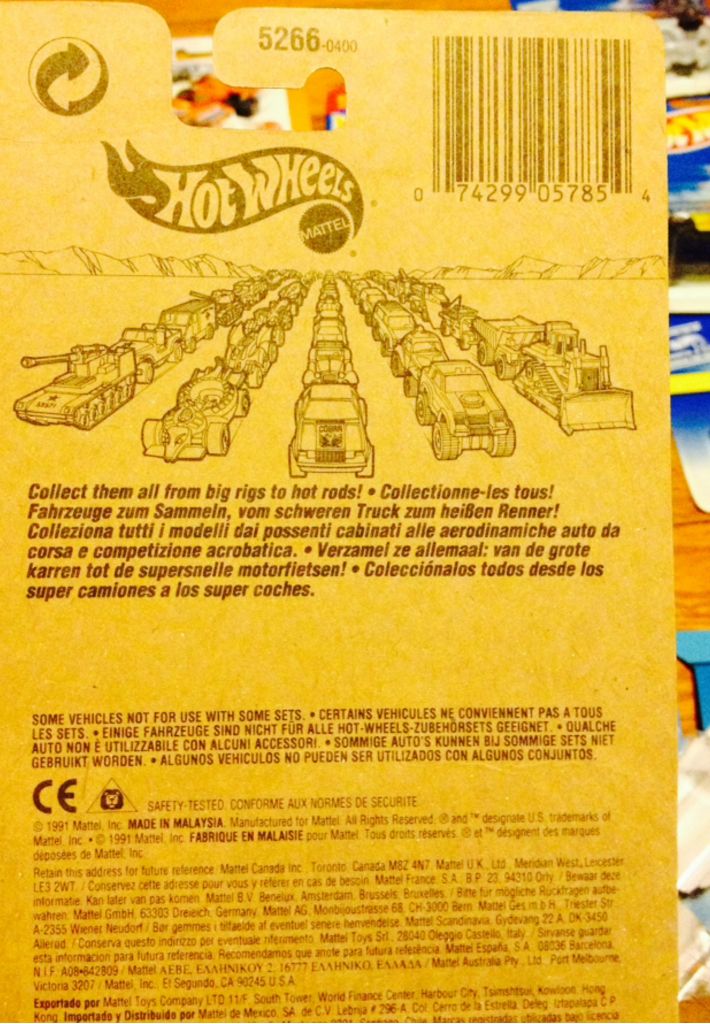 5266-0400
0 74299 05785 4
Hot Wheels
MATTEL
COBRA
Collect them all from big rigs to hot rods! • Collectionne-les tous!
Fahrzeuge zum Sammeln, vom schweren Truck zum heißen Renner!
Colleziona tutti i modelli dai possenti cabinati alle aerodinamiche auto da
corsa e competizione acrobatica. • Verzamel ze allemaal: van de grote
karren tot de supersnelle motorfietsen! • Colecciónalos todos desde los
super camiones a los super coches.
SOME VEHICLES NOT FOR USE WITH SOME SETS. • CERTAINS VEHICULES NE CONVIENNENT PAS A TOUS
LES SETS. • EINIGE FAHRZEUGE SIND NICHT FÜR ALLE HOT-WHEELS-ZUBEHÖRSETS GEEIGNET. • QUALCHE
AUTO NON È UTILIZZABILE CON ALCUNI ACCESSORI. • SOMMIGE AUTO'S KUNNEN BIJ SOMMIGE SETS NIET
GEBRUIKT WORDEN. • ALGUNOS VEHICULOS NO PUEDEN SER UTILIZADOS CON ALGUNOS CONJUNTOS.
CE SAFETY-TESTED. CONFORME AUX NORMES DE SECURITE.
© 1991 Mattel, Inc. MADE IN MALAYSIA. Manufactured for Mattel. All Rights Reserved. ® and ™ designate U.S. trademarks of
Mattel, Inc. • © 1991 Mattel, Inc. FABRIQUÉ EN MALAISIE pour Mattel. Tous droits réservés. ® et ™ désignent des marques
déposées de Mattel, Inc.
Retain this address for future reference: Mattel Canada Inc., Toronto, Canada M8Z 4N7. Mattel U.K., Ltd., Meridian West, Leicester
LE3 2WT. / Conservez cette adresse pour vous y référer en cas de besoin. Mattel France, S.A., B.P. 23, 94310 Orly. / Bewaar deze
informatie. Kan later van pas komen. Mattel B.V. Benelux, Amsterdam, Brussels, Bruxelles. / Bitte für mögliche Rückfragen aufbe-
wahren. Mattel GmbH, 63303 Dreieich, Germany. Mattel AG, Monbijoustrasse 68, CH-3000 Bern. Mattel Ges.m.b.H., Triester Str.
A-2355 Wiener Neudorf / Bør gemmes i tilfælde af eventuel senere henvendelse. Mattel Scandinavia, Gydevang 22 A, DK-3450
Allerød. / Conserva questo indirizzo per eventuale riferimento. Mattel Toys Srl., 28040 Oleggio Castello, Italy. / Sírvanse guardar
esta informacion para futura referencia. Recomendamos que anote para futura referência. Mattel España, S.A. 08036 Barcelona.
N.I.F. A08-842809 / Mattel AEBE, ΕΛΛΗΝΙΚΟΥ 2, 16777 ΕΛΛΗΝΙΚΟ, ΕΛΛΑΔΑ / Mattel Australia Pty., Ltd. Port Melbourne,
Victoria 3207 / Mattel, Inc. El Segundo, CA 90245 U.S.A.
Exportado por Mattel Toys Company LTD 11/F, South Tower, World Finance Center, Harbour City, Tsimshtsui, Kowloon, Hong
Kong. Importado y Distribuido por Mattel de Mexico, SA. de C.V. Lebrija # 296-A, Col. Cerro de la Estrella, Deleg. Iztapalapa C.P.
Santiago, Chile. Marcas registradas utilizadas bajo licencia